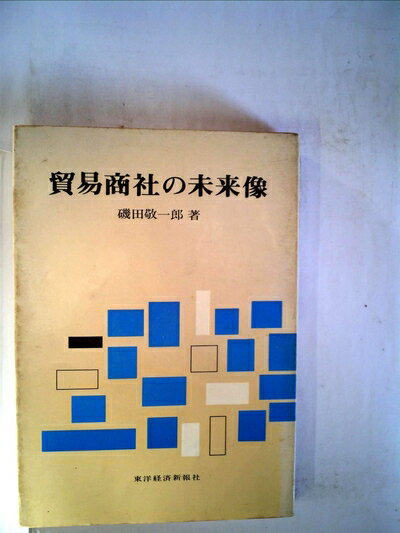 貿易商社の未来像
磯田敬一郎 著
東洋経済新報社